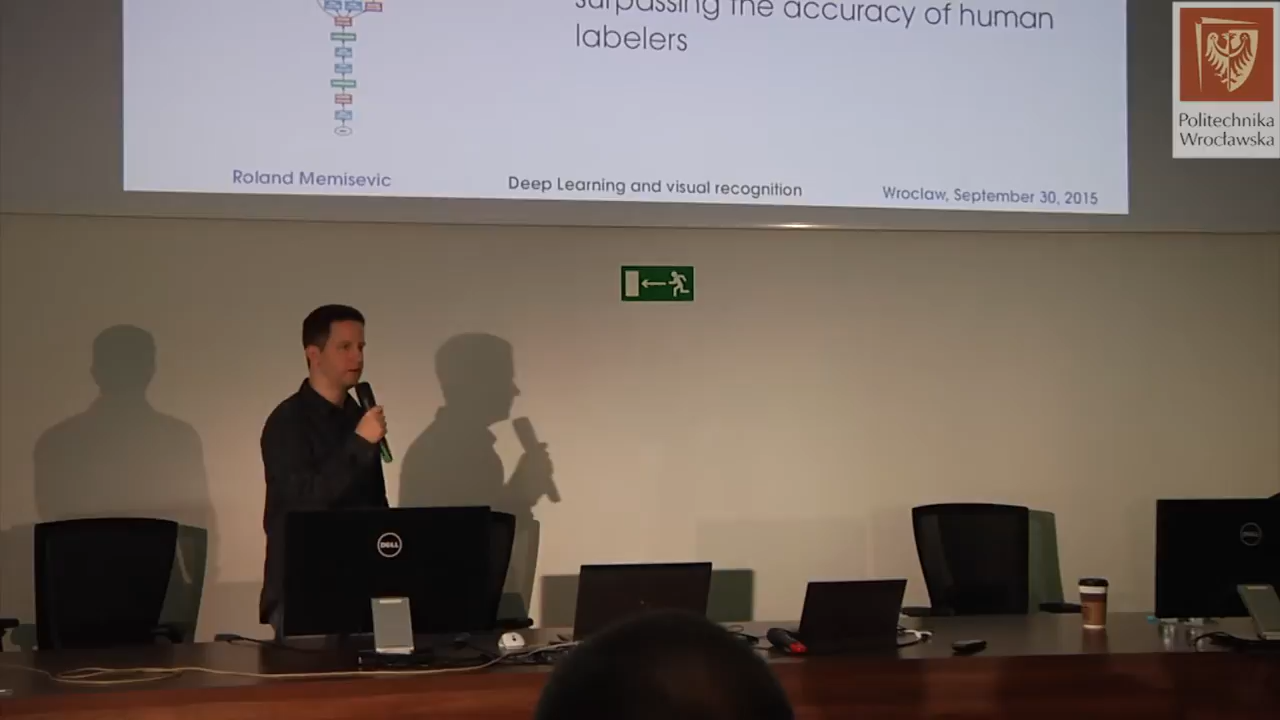 surpassing the accuracy of human
labelers
Roland Memisevic
Deep Learning and visual recognition
Wroclaw, September 30, 2015
Politechnika
Wrocławska
DELL
DELL